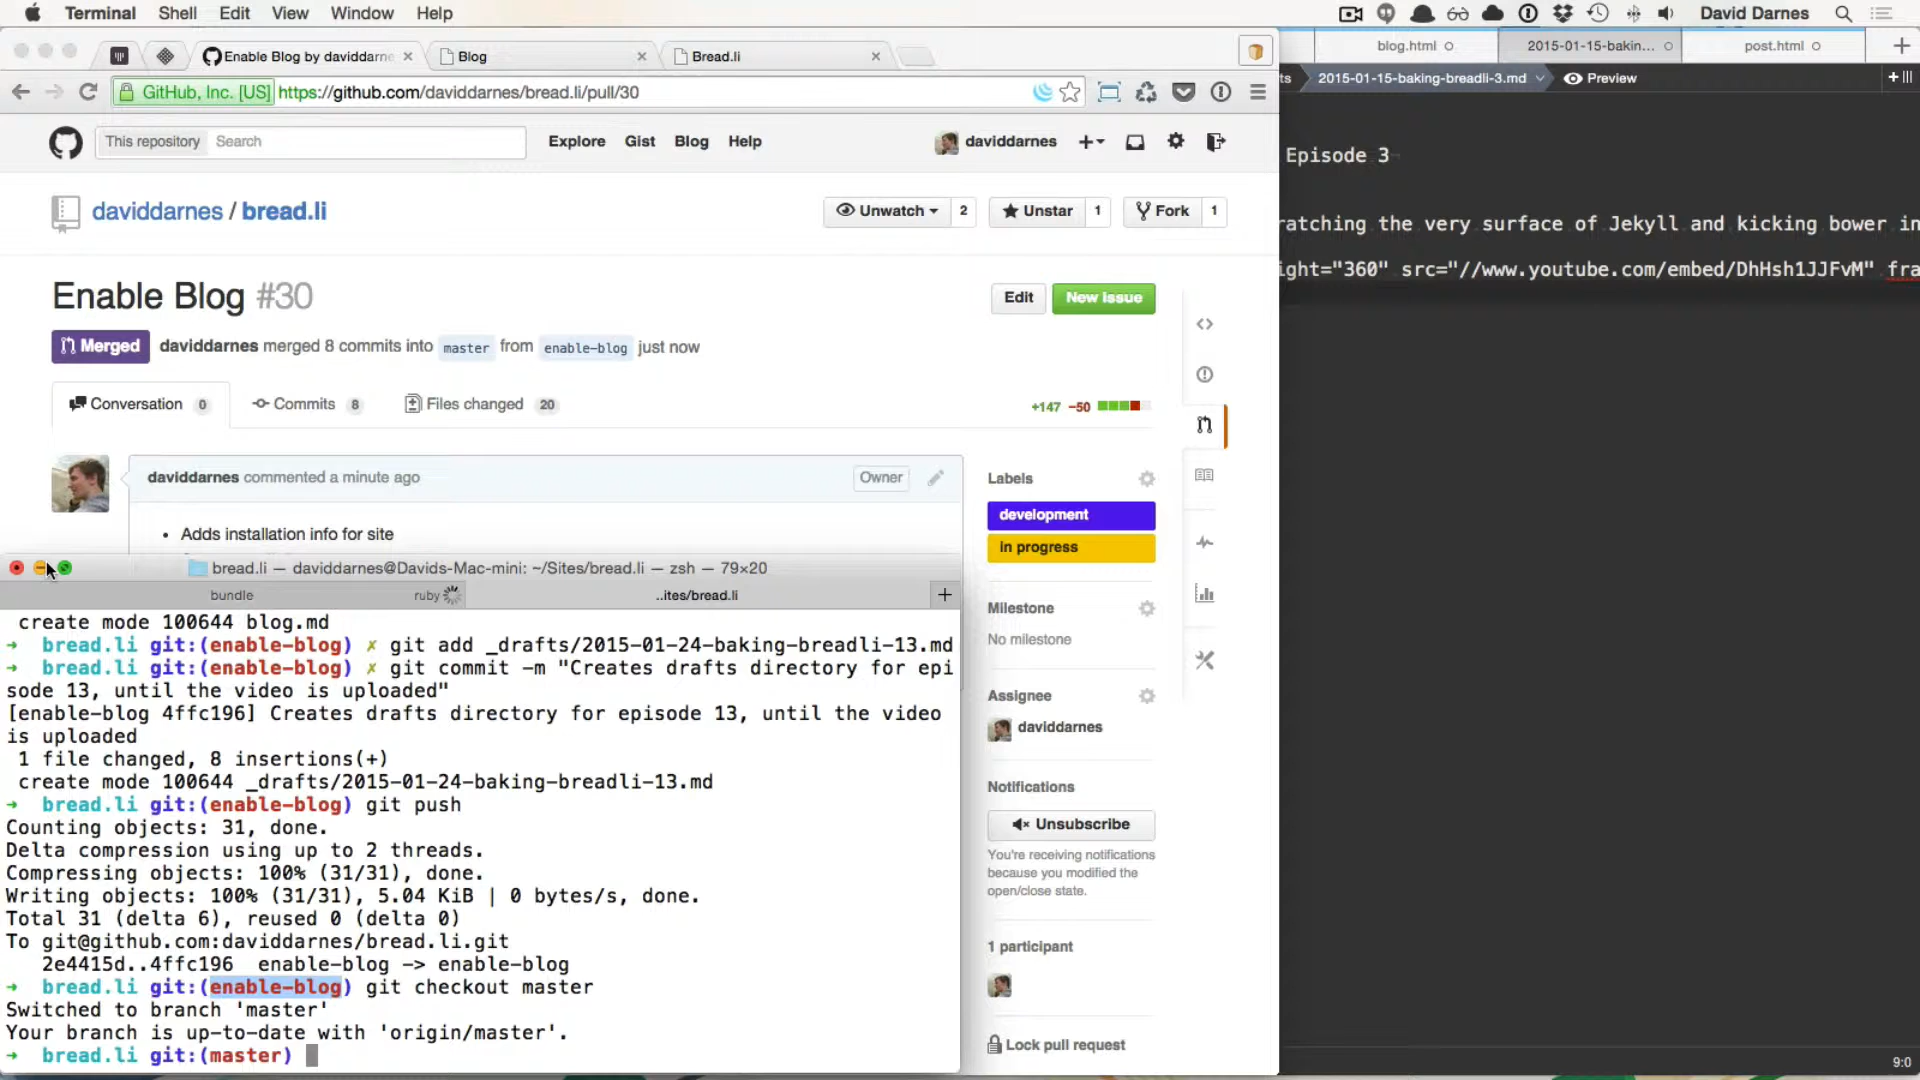 Terminal Shell Edit View Window Help David Darnes
Enable Blog by daviddarne
Blog
Bread.li
blog.html
2015-01-15-bakin...
post.html
GitHub, Inc. [US] https://github.com/daviddarnes/bread.li/pull/30
ts 2015-01-15-baking-breadli-3.md Preview
This repository Search Explore Gist Blog Help daviddarnes
Episode 3
daviddarnes / bread.li
Unwatch 2 Unstar 1 Fork 1
ratching the very surface of Jekyll and kicking bower in
ight="360" src="//www.youtube.com/embed/DhHsh1JJFvM" fra
Enable Blog #30
Edit New Issue
Merged daviddarnes merged 8 commits into master from enable-blog just now
Conversation 0 Commits 8 Files changed 20 +147 −50
daviddarnes commented a minute ago Owner
Adds installation info for site
Labels
development
in progress
Milestone
No milestone
Assignee
daviddarnes
Notifications
Unsubscribe
You're receiving notifications
because you modified the
open/close state.
1 participant
Lock pull request
bread.li — daviddarnes@Davids-Mac-mini: ~/Sites/bread.li — zsh — 79×20
bundle ruby ..ites/bread.li
create mode 100644 blog.md
➜ bread.li git:(enable-blog) ✗ git add _drafts/2015-01-24-baking-breadli-13.md
➜ bread.li git:(enable-blog) ✗ git commit -m "Creates drafts directory for epi
sode 13, until the video is uploaded"
[enable-blog 4ffc196] Creates drafts directory for episode 13, until the video
is uploaded
1 file changed, 8 insertions(+)
create mode 100644 _drafts/2015-01-24-baking-breadli-13.md
➜ bread.li git:(enable-blog) git push
Counting objects: 31, done.
Delta compression using up to 2 threads.
Compressing objects: 100% (31/31), done.
Writing objects: 100% (31/31), 5.04 KiB | 0 bytes/s, done.
Total 31 (delta 6), reused 0 (delta 0)
To git@github.com:daviddarnes/bread.li.git
2e4415d..4ffc196 enable-blog -> enable-blog
➜ bread.li git:(enable-blog) git checkout master
Switched to branch 'master'
Your branch is up-to-date with 'origin/master'.
➜ bread.li git:(master)
9:0